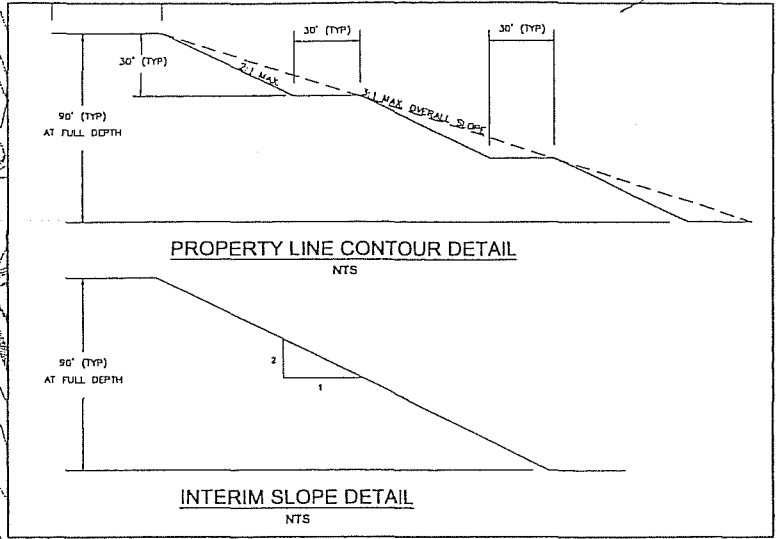 30' (TYP)
30' (TYP)
30' (TYP)
2:1 MAX
3:1 MAX OVERALL SLOPE
90' (TYP)
AT FULL DEPTH
PROPERTY LINE CONTOUR DETAIL
NTS
2
1
90' (TYP)
AT FULL DEPTH
INTERIM SLOPE DETAIL
NTS